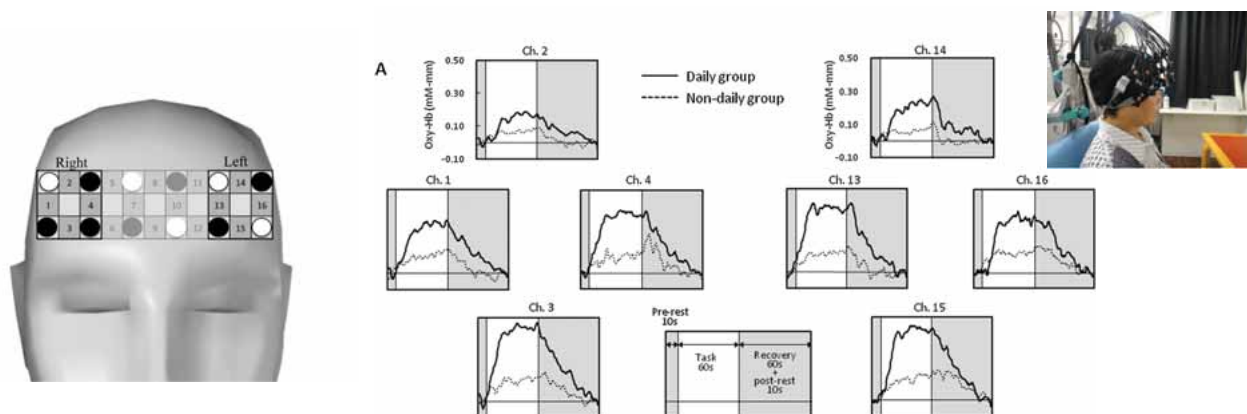 Right
Left
2
5
8
11
14
1
4
7
10
13
16
3
6
9
12
15
A
Ch. 2
0.50
0.30
0.10
-0.10
Oxy-Hb (mM-mm)
Daily group
Non-daily group
Ch. 14
0.50
0.30
0.10
-0.10
Oxy-Hb (mM-mm)
Ch. 1
Ch. 4
Ch. 13
Ch. 16
Ch. 3
Pre-rest
10s
Task
60s
Recovery
60s
+
post-rest
10s
Ch. 15